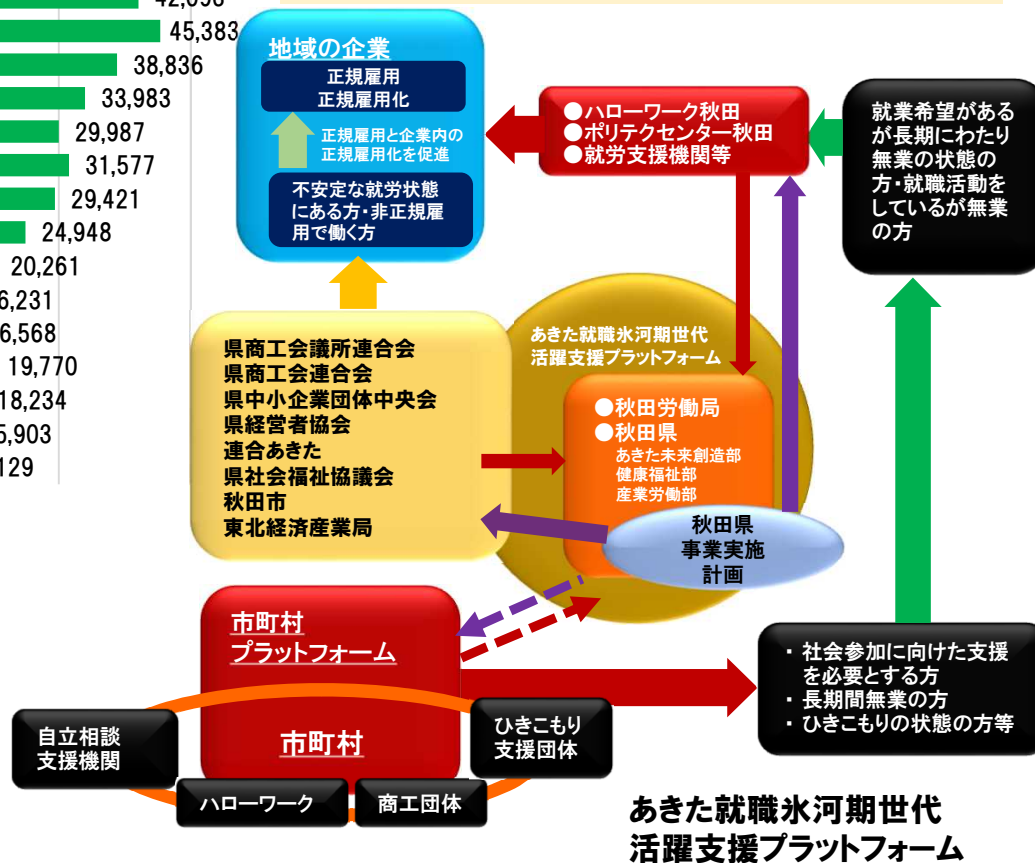 45,383
38,836
33,983
29,987
31,577
29,421
24,948
20,261
6,231
6,568
19,770
18,234
5,903
129
地域の企業
正規雇用
正規雇用化
正規雇用と企業内の
正規雇用化を促進
不安定な就労状態
にある方・非正規雇
用で働く方
●ハローワーク秋田
●ポリテクセンター秋田
●就労支援機関等
就業希望がある
が長期にわたり
無業の状態の
方・就職活動を
しているが無業
の方
県商工会議所連合会
県商工会連合会
県中小企業団体中央会
県経営者協会
連合あきた
県社会福祉協議会
秋田市
東北経済産業局
あきた就職氷河期世代
活躍支援プラットフォーム
●秋田労働局
●秋田県
あきた未来創造部
健康福祉部
産業労働部
秋田県
事業実施
計画
市町村
プラットフォーム
市町村
自立相談
支援機関
ハローワーク
商工団体
ひきこもり
支援団体
・ 社会参加に向けた支援
を必要とする方
・ 長期間無業の方
・ ひきこもりの状態の方等
あきた就職氷河期世代
活躍支援プラットフォーム